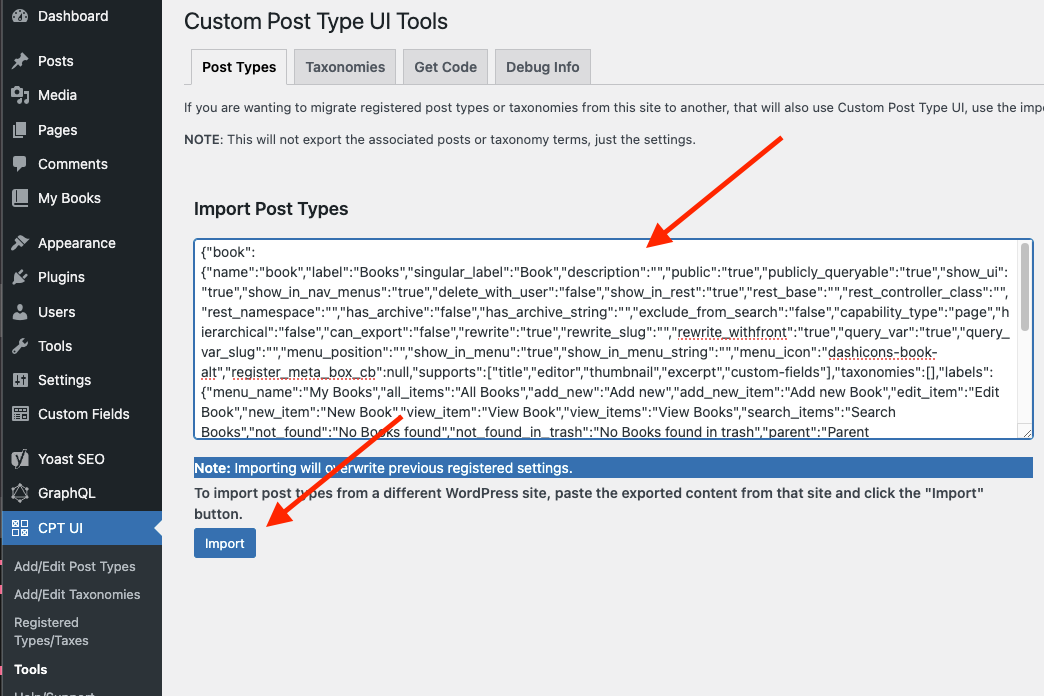 Dashboard
Posts
Media
Pages
Comments
My Books
Appearance
Plugins
Users
Tools
Settings
Custom Fields
Yoast SEO
GraphQL
CPT UI
Add/Edit Post Types
Add/Edit Taxonomies
Registered
Types/Taxes
Tools
Help/Support
Custom Post Type UI Tools
Post Types
Taxonomies
Get Code
Debug Info
If you are wanting to migrate registered post types or taxonomies from this site to another, that will also use Custom Post Type UI, use the impo
NOTE: This will not export the associated posts or taxonomy terms, just the settings.
Import Post Types
{"book":
{"name":"book","label":"Books","singular_label":"Book","description":"","public":"true","publicly_queryable":"true","show_ui":
"true","show_in_nav_menus":"true","delete_with_user":"false","show_in_rest":"true","rest_base":"","rest_controller_class":"",
"rest_namespace":"","has_archive":"false","has_archive_string":"","exclude_from_search":"false","capability_type":"page","h
ierarchical":"false","can_export":"false","rewrite":"true","rewrite_slug":"","rewrite_withfront":"true","query_var":"true","query_
var_slug":"","menu_position":"","show_in_menu":"true","show_in_menu_string":"","menu_icon":"dashicons-book-
alt","register_meta_box_cb":null,"supports":["title","editor","thumbnail","excerpt","custom-fields"],"taxonomies":[],"labels":
{"menu_name":"My Books","all_items":"All Books","add_new":"Add new","add_new_item":"Add new Book","edit_item":"Edit
Book","new_item":"New Book","view_item":"View Book","view_items":"View Books","search_items":"Search
Books","not_found":"No Books found","not_found_in_trash":"No Books found in trash","parent":"Parent
Note: Importing will overwrite previous registered settings.
To import post types from a different WordPress site, paste the exported content from that site and click the "Import"
button.
Import